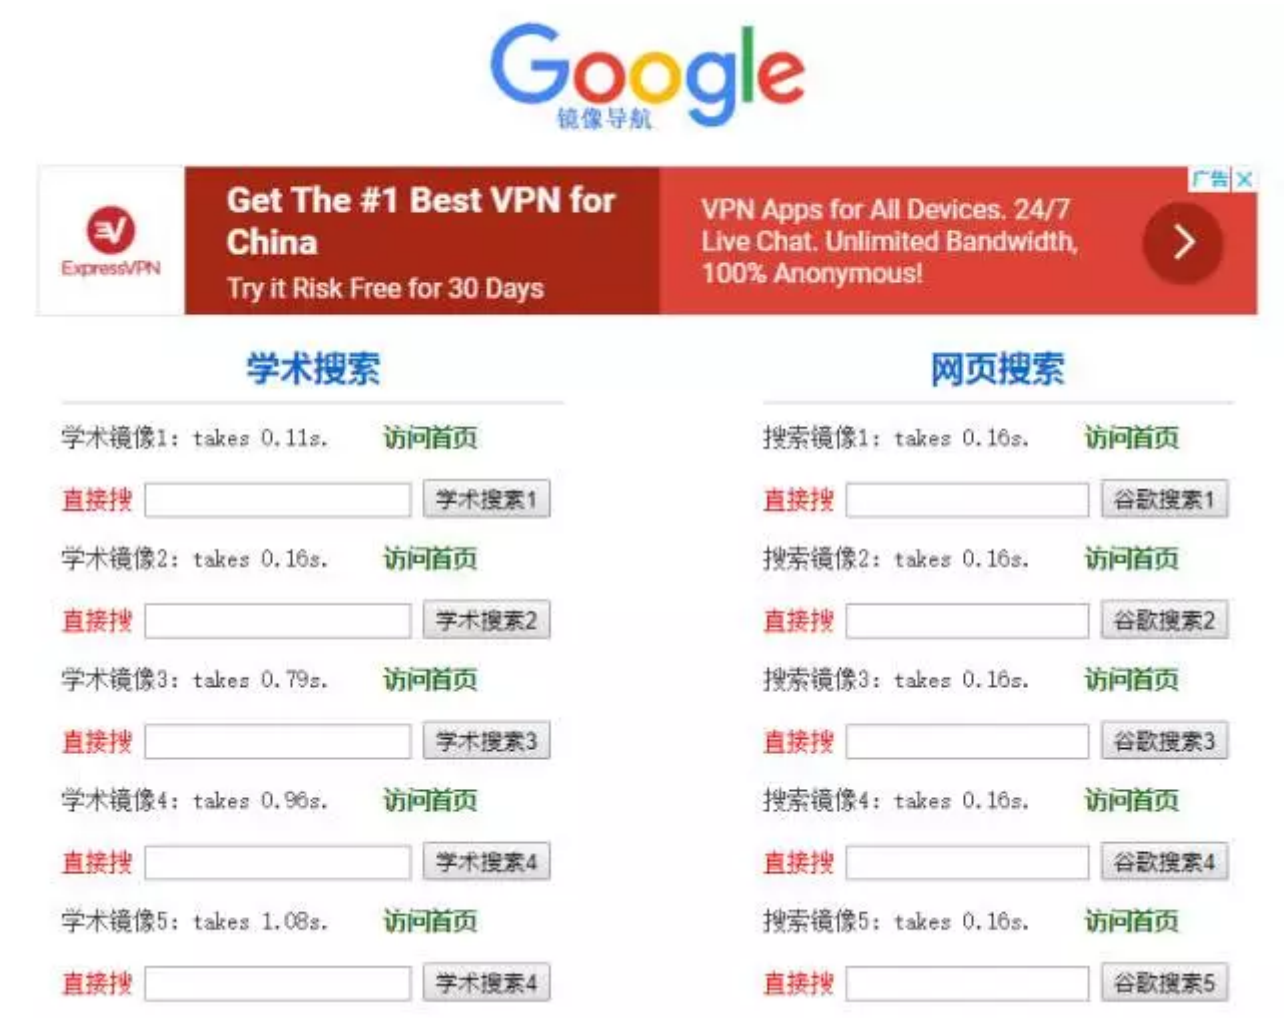 Google
镜像导航
广告
ExpressVPN
Get The #1 Best VPN for
China
Try it Risk Free for 30 Days
VPN Apps for All Devices. 24/7
Live Chat. Unlimited Bandwidth,
100% Anonymous!
学术搜索
学术镜像1: takes 0.11s. 访问首页
直接搜 学术搜索1
学术镜像2: takes 0.16s. 访问首页
直接搜 学术搜索2
学术镜像3: takes 0.79s. 访问首页
直接搜 学术搜索3
学术镜像4: takes 0.96s. 访问首页
直接搜 学术搜索4
学术镜像5: takes 1.08s. 访问首页
直接搜 学术搜索4
网页搜索
搜索镜像1: takes 0.16s. 访问首页
直接搜 谷歌搜索1
搜索镜像2: takes 0.16s. 访问首页
直接搜 谷歌搜索2
搜索镜像3: takes 0.16s. 访问首页
直接搜 谷歌搜索3
搜索镜像4: takes 0.16s. 访问首页
直接搜 谷歌搜索4
搜索镜像5: takes 0.16s. 访问首页
直接搜 谷歌搜索5